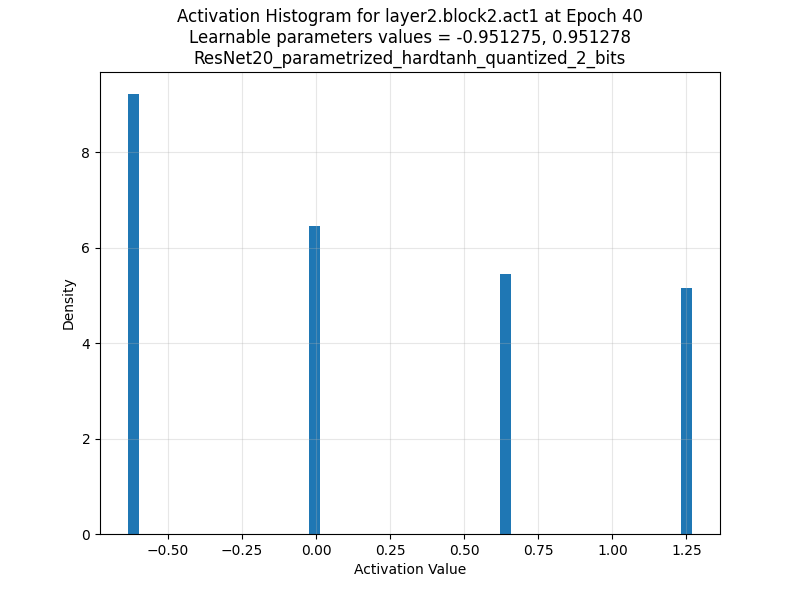 Activation Histogram for layer2.block2.act1 at Epoch 40
Learnable parameters values = -0.951275, 0.951278
ResNet20_parametrized_hardtanh_quantized_2_bits
8
6
4
2
0
Density
−0.50 −0.25 0.00 0.25 0.50 0.75 1.00 1.25
Activation Value